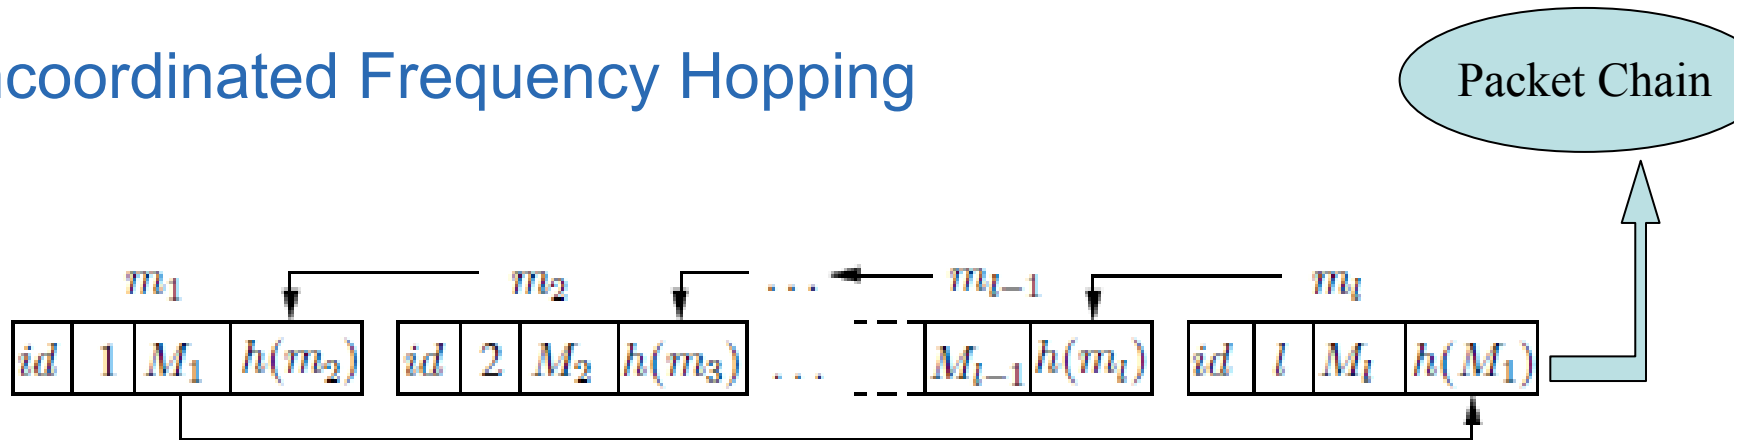 ncoordinated Frequency Hopping
Packet Chain
m₁ m₂ ... mₗ₋₁ mₗ
id 1 M₁ h(m₂) id 2 M₂ h(m₃) ... Mₗ₋₁ h(mₗ) id l Mₗ h(M₁)